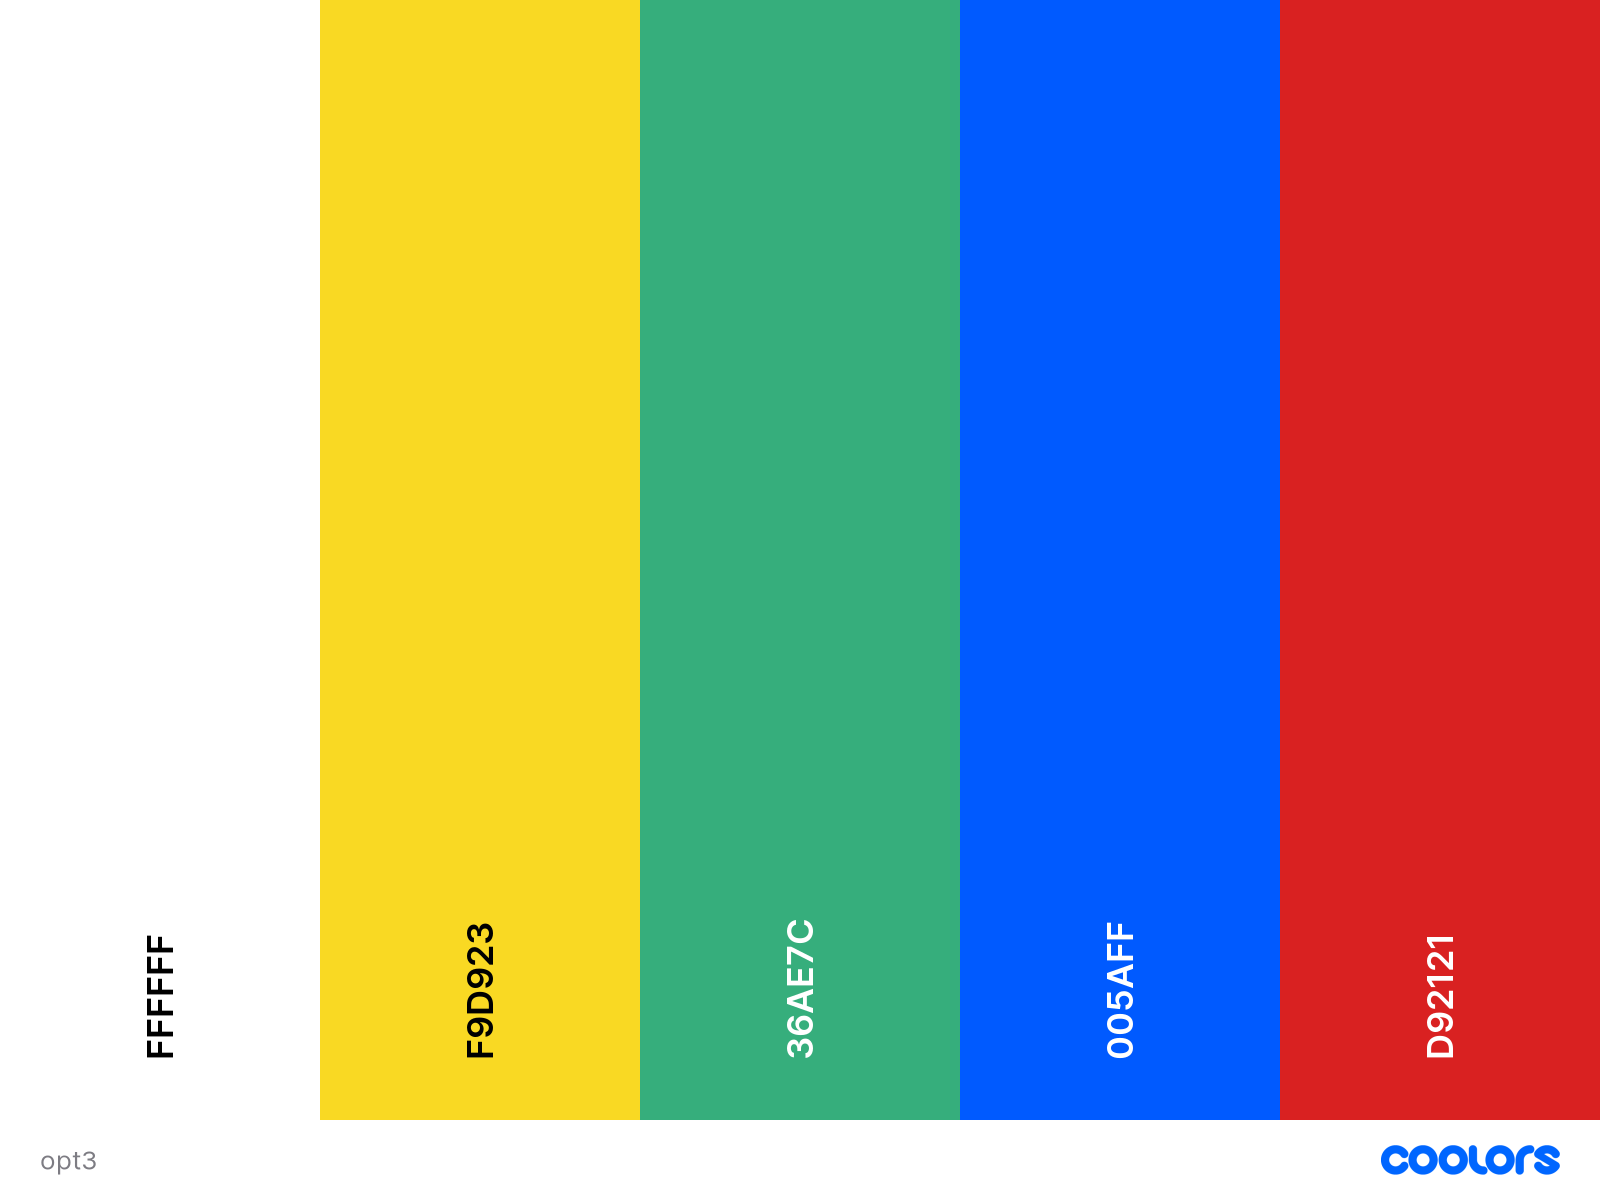 FFFFFF
F9D923
36AE7C
005AFF
D92121
opt3
coolors